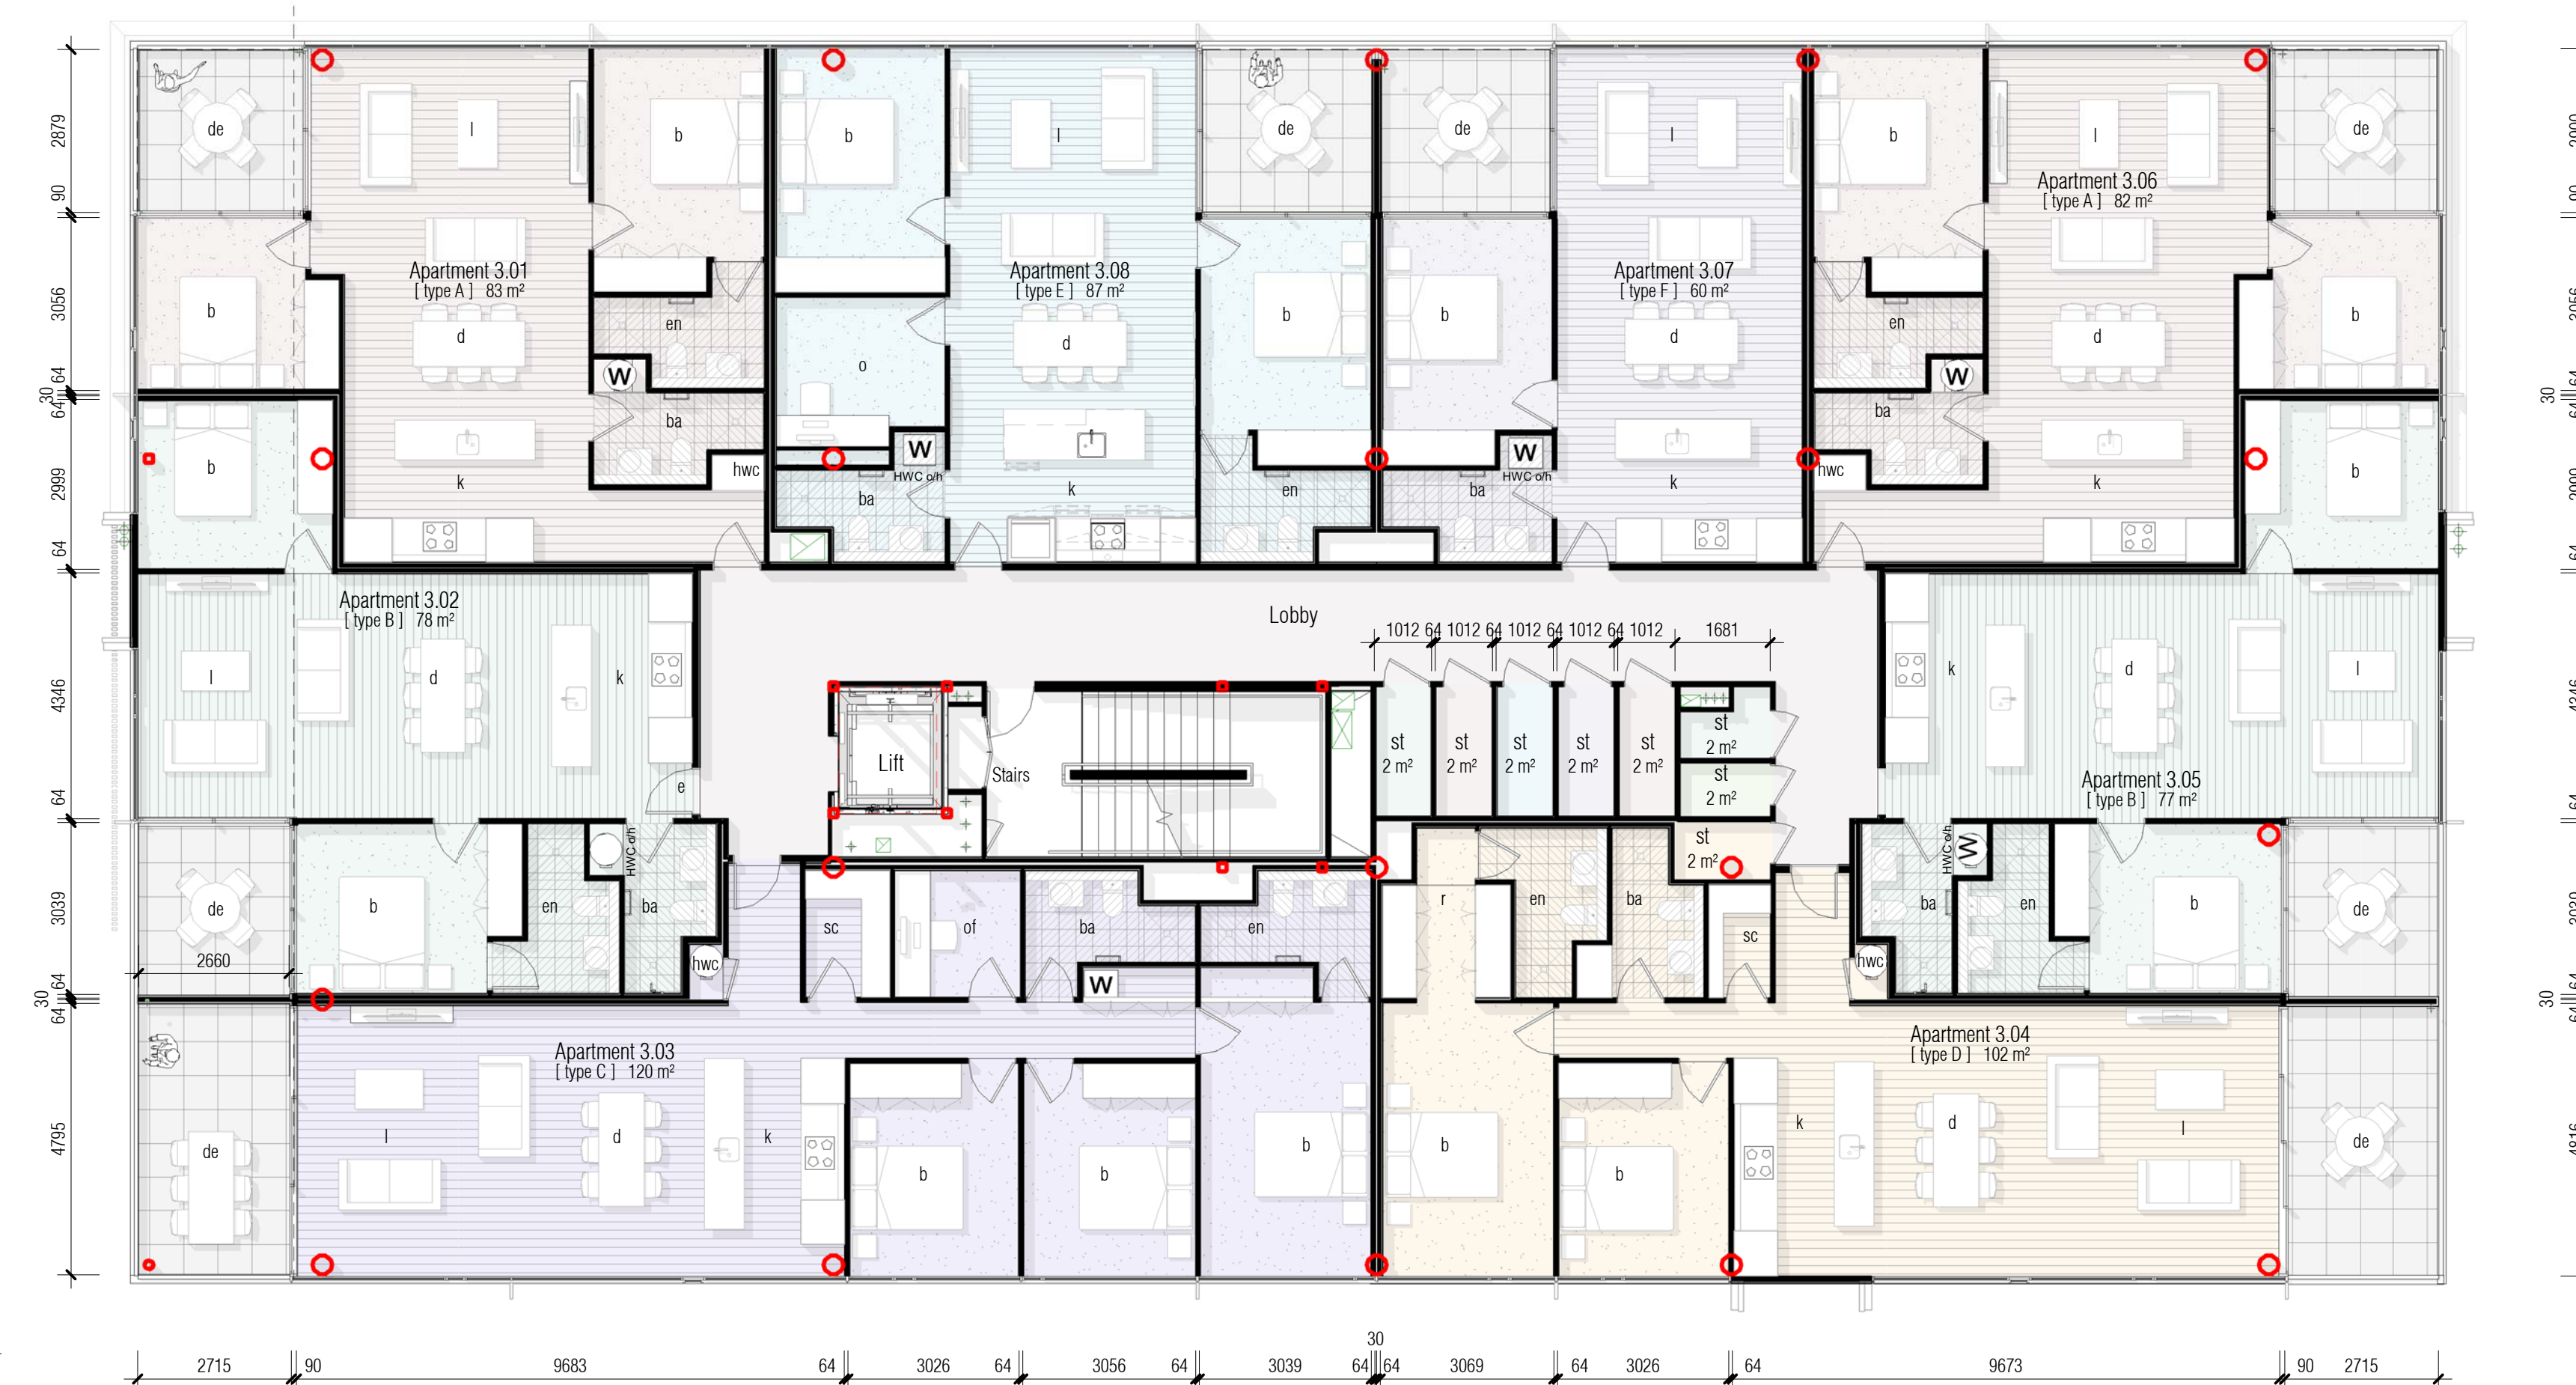 de
l
b
b
l
de
de
l
b
l
de
2879
90
3056
64
30
64
2999
64
4346
64
3039
64
30
64
4795
Apartment 3.01
[ type A ] 83 m²
b
d
en
W
ba
hwc
k
Apartment 3.08
[ type E ] 87 m²
o
d
W
HWC o/h
ba
k
b
en
Apartment 3.07
[ type F ] 60 m²
b
d
W
HWC o/h
ba
k
Apartment 3.06
[ type A ] 82 m²
en
d
W
ba
hwc
k
b
b
b
Apartment 3.02
[ type B ] 78 m²
l
d
k
e
de
b
en
HWC o/h
ba
hwc
2660
Lobby
1012 64 1012 64 1012 64 1012 64 1012
1681
Lift
Stairs
st
2 m²
st
2 m²
st
2 m²
st
2 m²
st
2 m²
st
2 m²
st
2 m²
st
2 m²
k
d
l
Apartment 3.05
[ type B ] 77 m²
HWC o/h
W
ba
en
b
de
hwc
sc
of
ba
W
en
r
en
ba
sc
Apartment 3.03
[ type C ] 120 m²
de
l
d
k
b
b
b
b
b
Apartment 3.04
[ type D ] 102 m²
k
d
l
de
30
30
30
2715
90
9683
64
3026
64
3056
64
3039
64
64
3069
64
3026
64
9673
90
2715